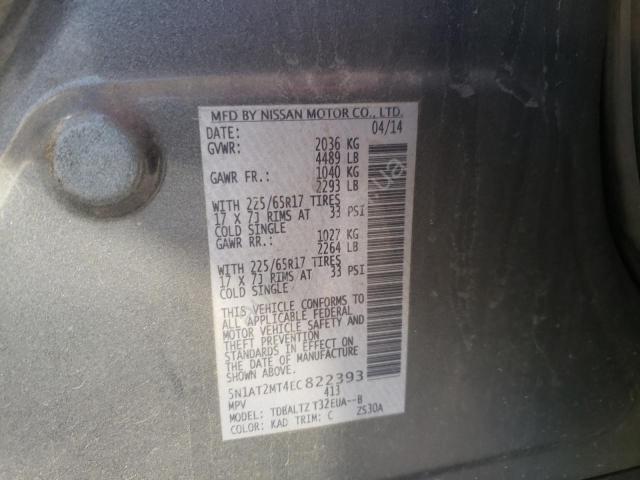 MFD BY NISSAN MOTOR CO., LTD.
DATE: 04/14
GVWR: 2036 KG
4489 LB
GAWR FR.: 1040 KG
2293 LB
WITH 225/65R17 TIRES
17 X 7J RIMS AT 33 PSI
COLD SINGLE
GAWR RR.: 1027 KG
2264 LB
WITH 225/65R17 TIRES
17 X 7J RIMS AT 33 PSI
COLD SINGLE
THIS VEHICLE CONFORMS TO
ALL APPLICABLE FEDERAL
MOTOR VEHICLE SAFETY AND
THEFT PREVENTION
STANDARDS IN EFFECT ON
THE DATE OF MANUFACTURE
SHOWN ABOVE.
5N1AT2MT4EC822393
MPV 413
MODEL: TDBALTZ T32EUA--B
COLOR: KAD TRIM: C ZS30A